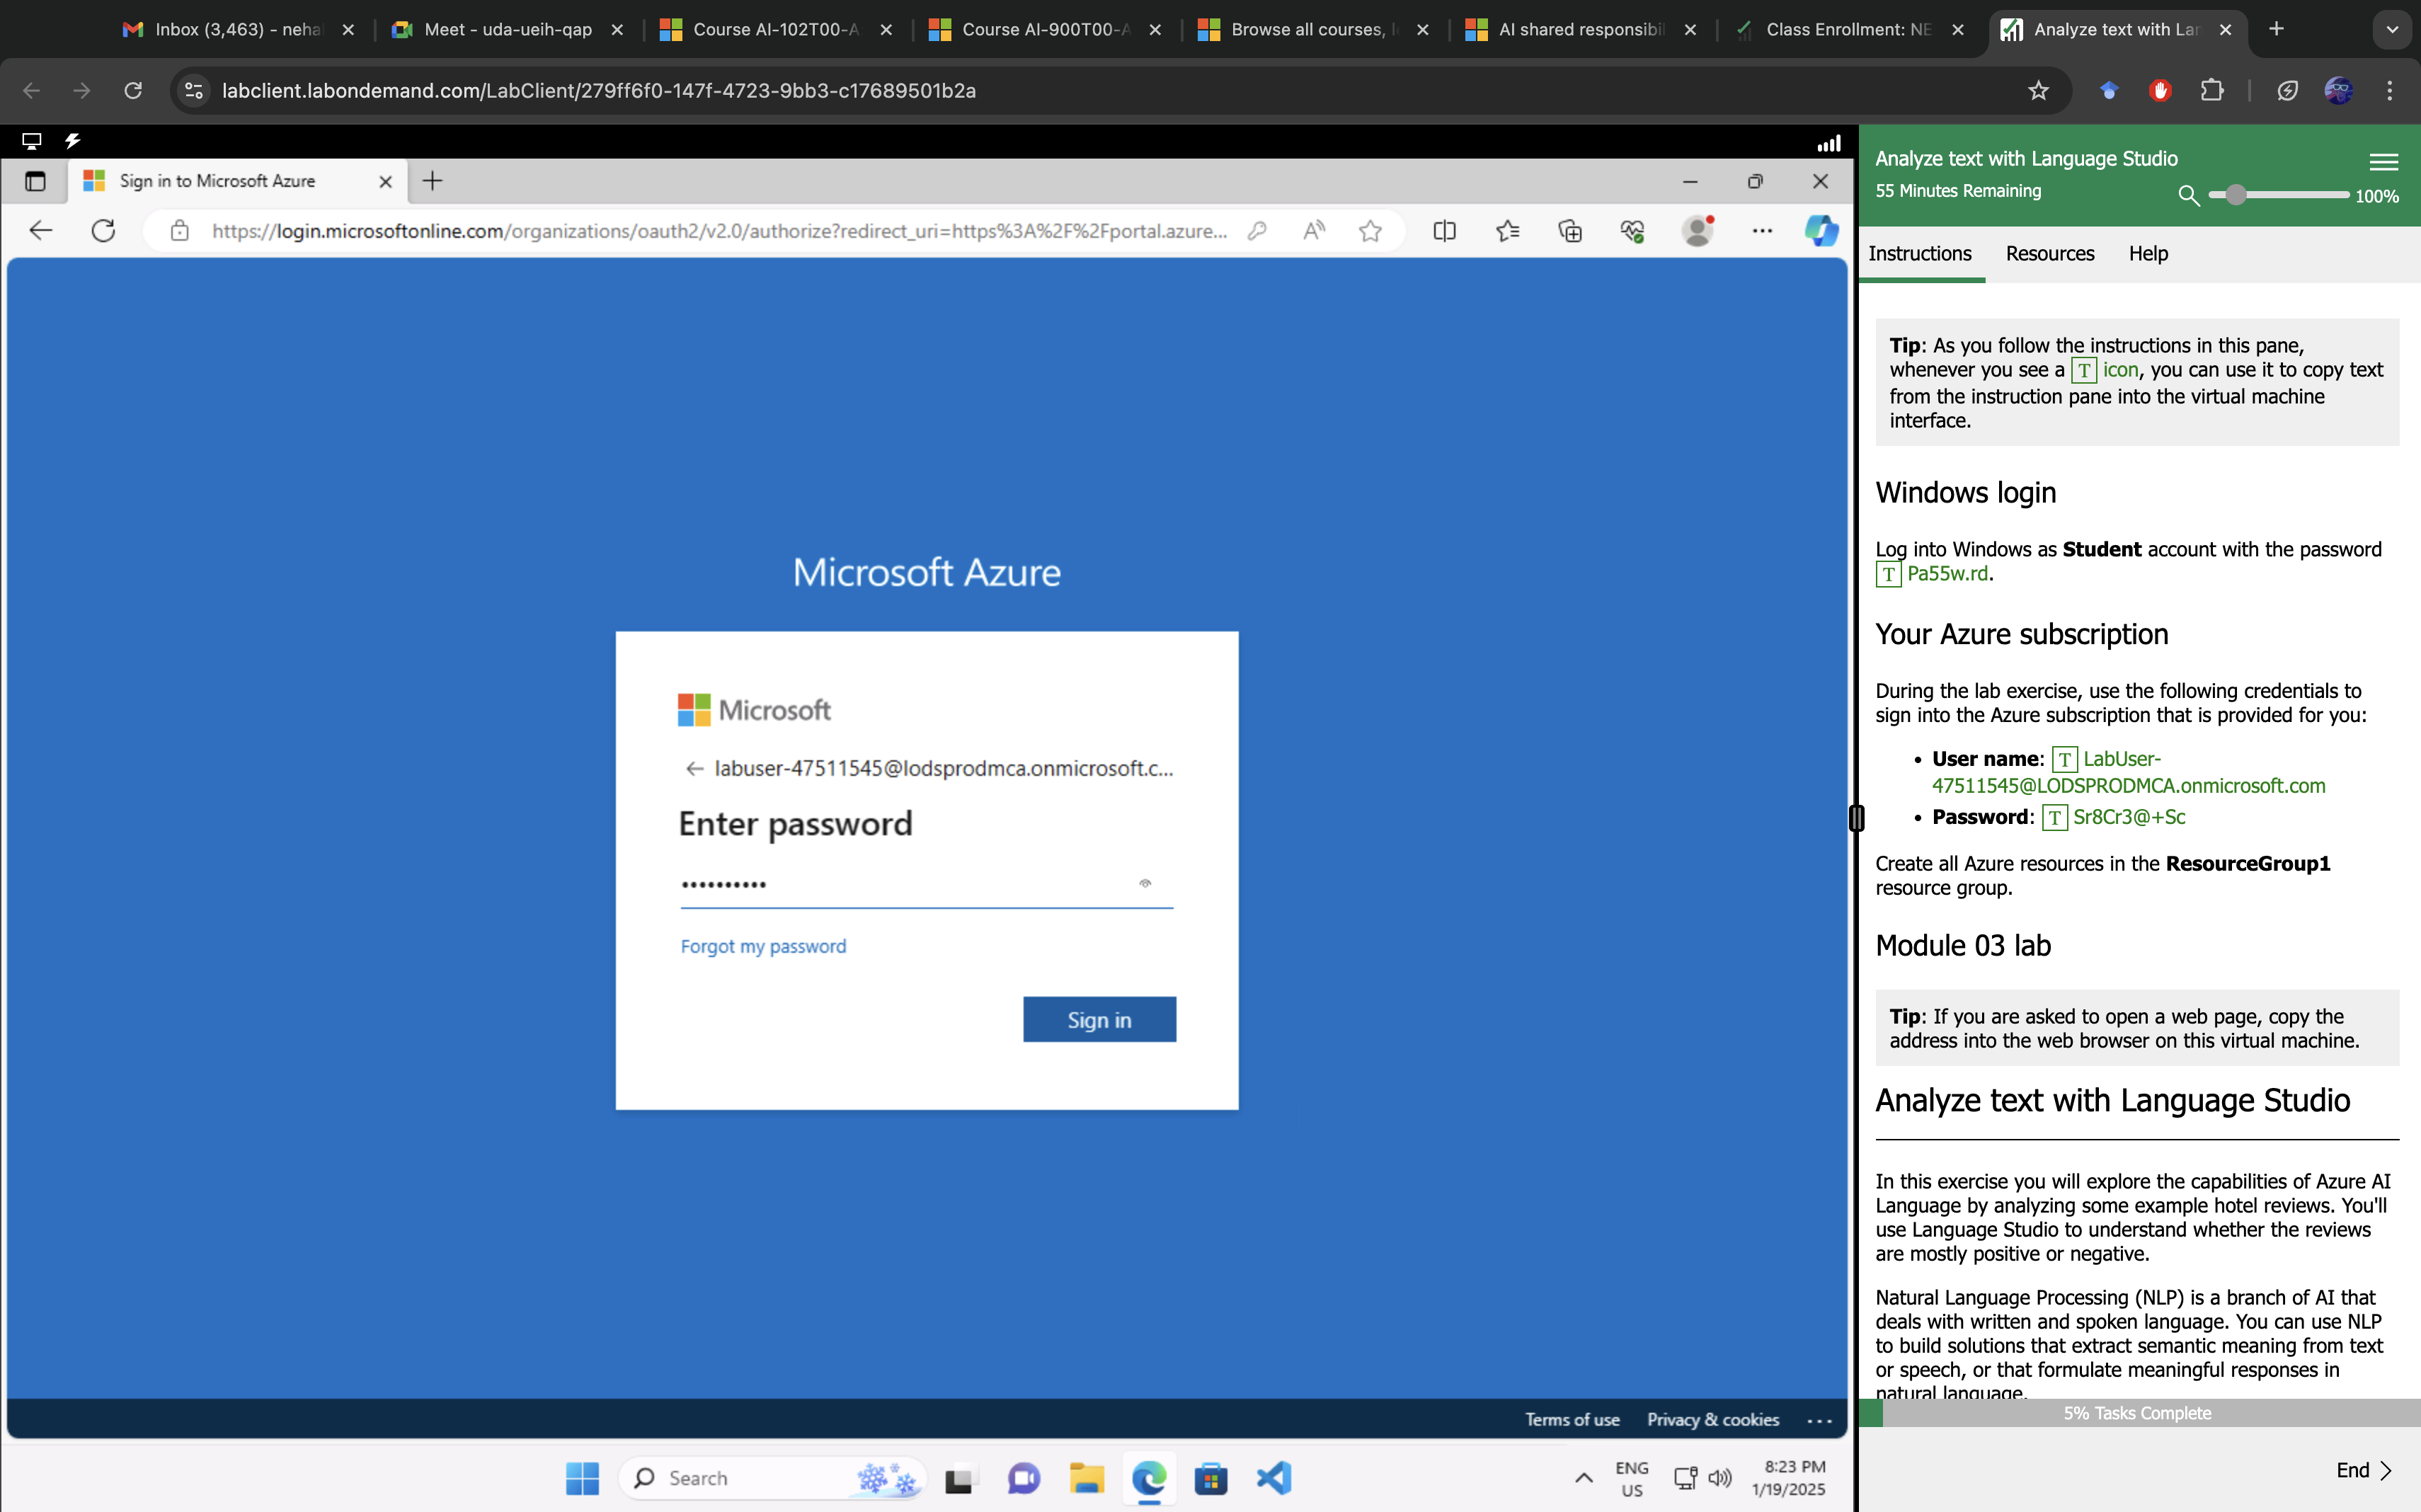 Inbox (3,463) - neha
Meet - uda-ueih-qap
Course AI-102T00-A
Course AI-900T00-A
Browse all courses, l
AI shared responsibil
Class Enrollment: NE
Analyze text with Lan
labclient.labondemand.com/LabClient/279ff6f0-147f-4723-9bb3-c17689501b2a
Sign in to Microsoft Azure
https://login.microsoftonline.com/organizations/oauth2/v2.0/authorize?redirect_uri=https%3A%2F%2Fportal.azure...
Microsoft Azure
Microsoft
labuser-47511545@lodsprodmca.onmicrosoft.c...
Enter password
••••••••••
Forgot my password
Sign in
Terms of use
Privacy & cookies
Search
ENG
US
8:23 PM
1/19/2025
Analyze text with Language Studio
55 Minutes Remaining
100%
Instructions
Resources
Help
Tip: As you follow the instructions in this pane,
whenever you see a T icon, you can use it to copy text
from the instruction pane into the virtual machine
interface.
Windows login
Log into Windows as Student account with the password
T Pa55w.rd.
Your Azure subscription
During the lab exercise, use the following credentials to
sign into the Azure subscription that is provided for you:
• User name: T LabUser-
47511545@LODSPRODMCA.onmicrosoft.com
• Password: T Sr8Cr3@+Sc
Create all Azure resources in the ResourceGroup1
resource group.
Module 03 lab
Tip: If you are asked to open a web page, copy the
address into the web browser on this virtual machine.
Analyze text with Language Studio
In this exercise you will explore the capabilities of Azure AI
Language by analyzing some example hotel reviews. You'll
use Language Studio to understand whether the reviews
are mostly positive or negative.
Natural Language Processing (NLP) is a branch of AI that
deals with written and spoken language. You can use NLP
to build solutions that extract semantic meaning from text
or speech, or that formulate meaningful responses in
natural language.
5% Tasks Complete
End